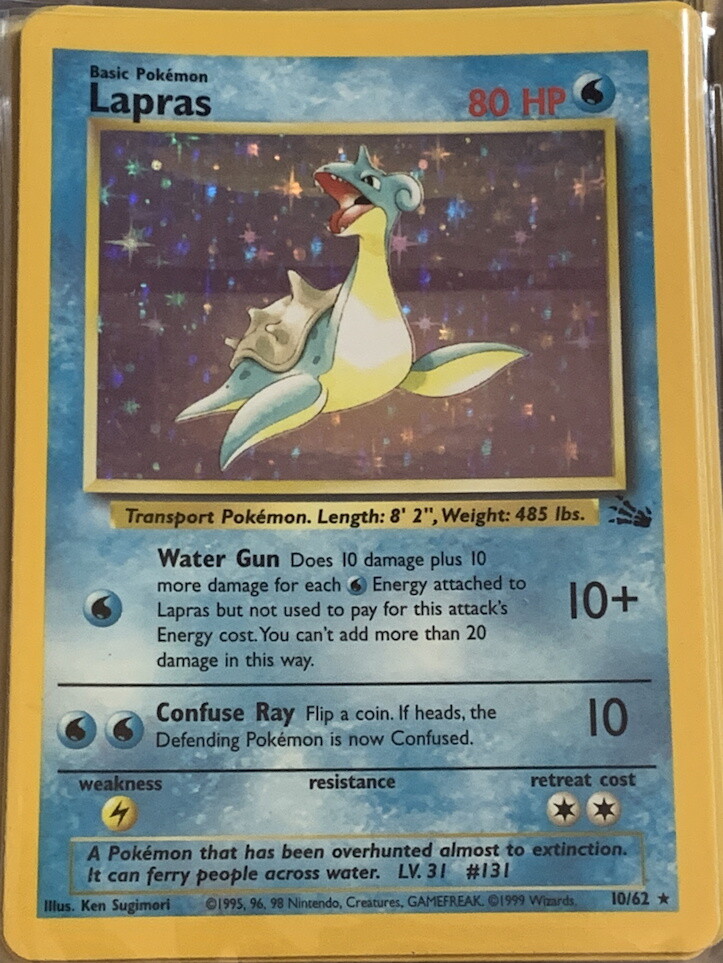 Basic Pokémon
Lapras 80 HP
Transport Pokémon. Length: 8' 2", Weight: 485 lbs.
Water Gun Does 10 damage plus 10
more damage for each Energy attached to
Lapras but not used to pay for this attack's
Energy cost. You can't add more than 20
damage in this way.
10+
Confuse Ray Flip a coin. If heads, the
Defending Pokémon is now Confused.
10
weakness resistance retreat cost
A Pokémon that has been overhunted almost to extinction.
It can ferry people across water. LV. 31 #131
Illus. Ken Sugimori ©1995, 96, 98 Nintendo, Creatures, GAMEFREAK. ©1999 Wizards. 10/62 ★